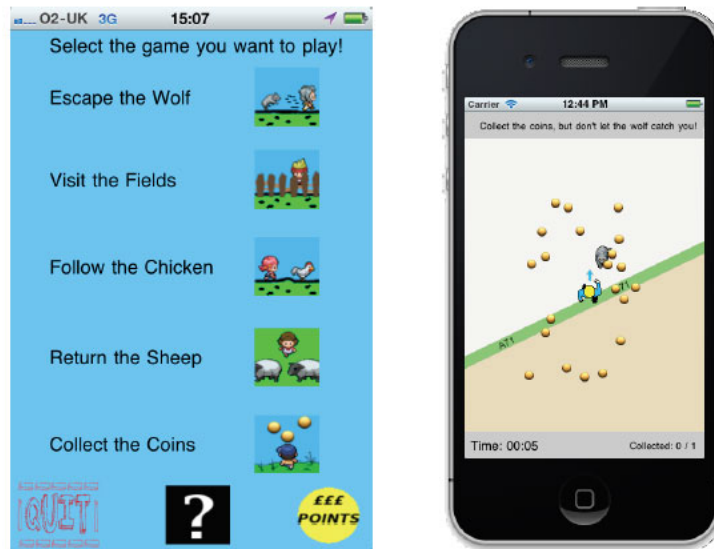 O2-UK 3G 15:07
Select the game you want to play!
Escape the Wolf
Visit the Fields
Follow the Chicken
Return the Sheep
Collect the Coins
QUIT
?
£££
POINTS
Carrier 12:44 PM
Collect the coins, but don't let the wolf catch you!
A71
Time: 00:05
Collected: 0 / 1